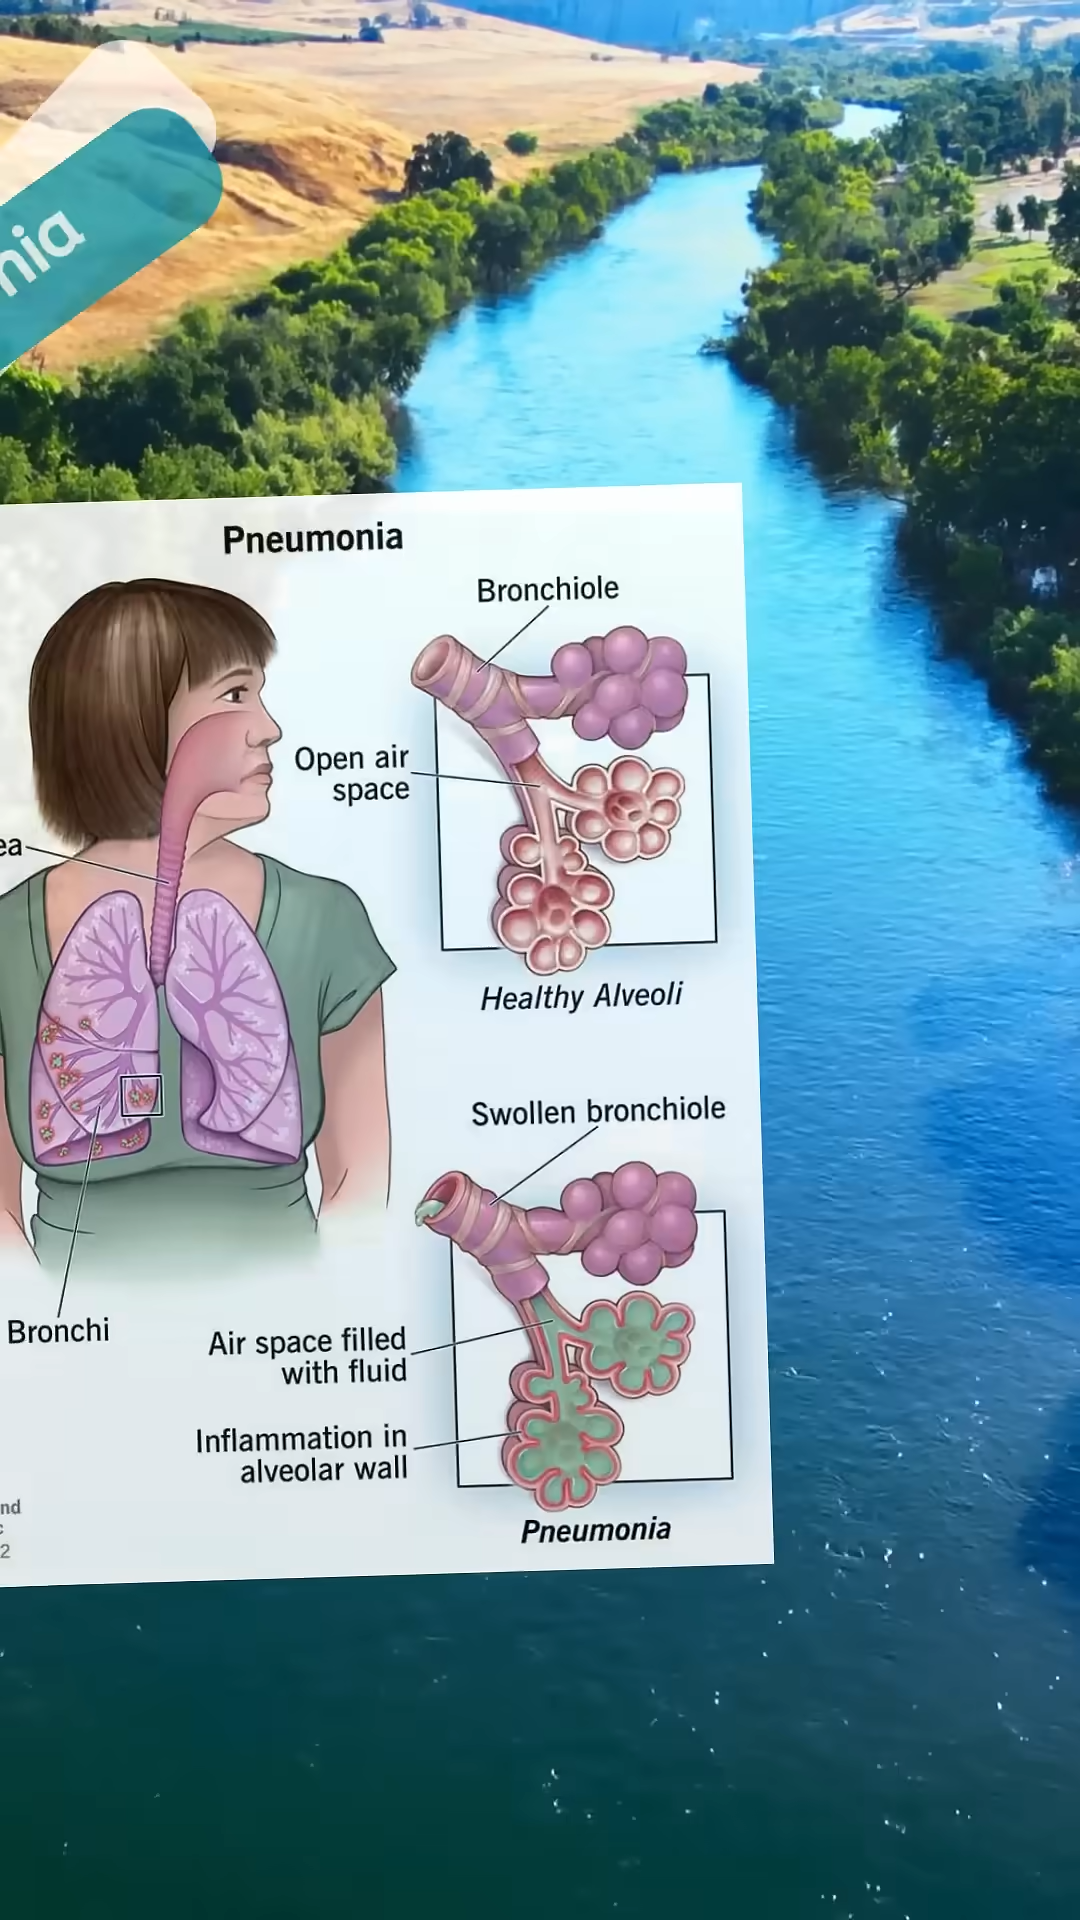 nia
Pneumonia
Bronchiole
Open air
space
ea
Healthy Alveoli
Swollen bronchiole
Bronchi
Air space filled
with fluid
Inflammation in
alveolar wall
nd
c
2
Pneumonia